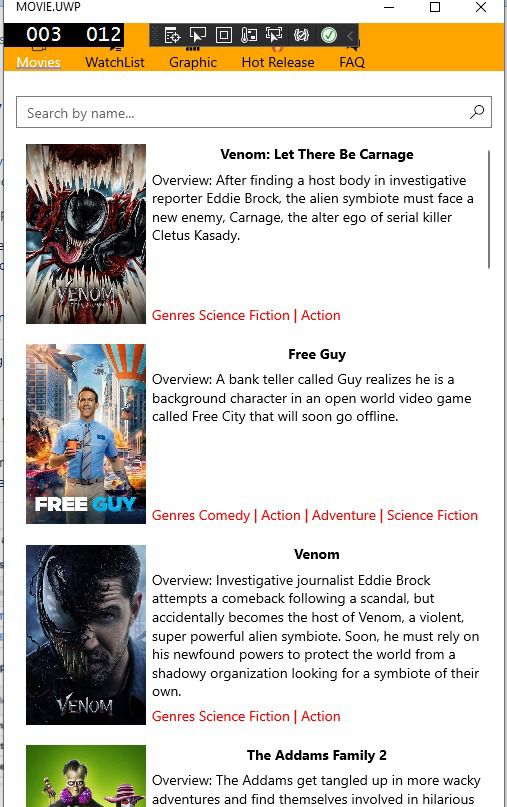 MOVIE.UWP
003 012
Movies WatchList Graphic Hot Release FAQ
Search by name...
Venom: Let There Be Carnage
Overview: After finding a host body in investigative
reporter Eddie Brock, the alien symbiote must face a
new enemy, Carnage, the alter ego of serial killer
Cletus Kasady.
VENOM
Genres Science Fiction | Action
Free Guy
Overview: A bank teller called Guy realizes he is a
background character in an open world video game
called Free City that will soon go offline.
FREE GUY
Genres Comedy | Action | Adventure | Science Fiction
Venom
Overview: Investigative journalist Eddie Brock
attempts a comeback following a scandal, but
accidentally becomes the host of Venom, a violent,
super powerful alien symbiote. Soon, he must rely on
his newfound powers to protect the world from a
shadowy organization looking for a symbiote of their
own.
VENOM
Genres Science Fiction | Action
The Addams Family 2
Overview: The Addams get tangled up in more wacky
adventures and find themselves involved in hilarious